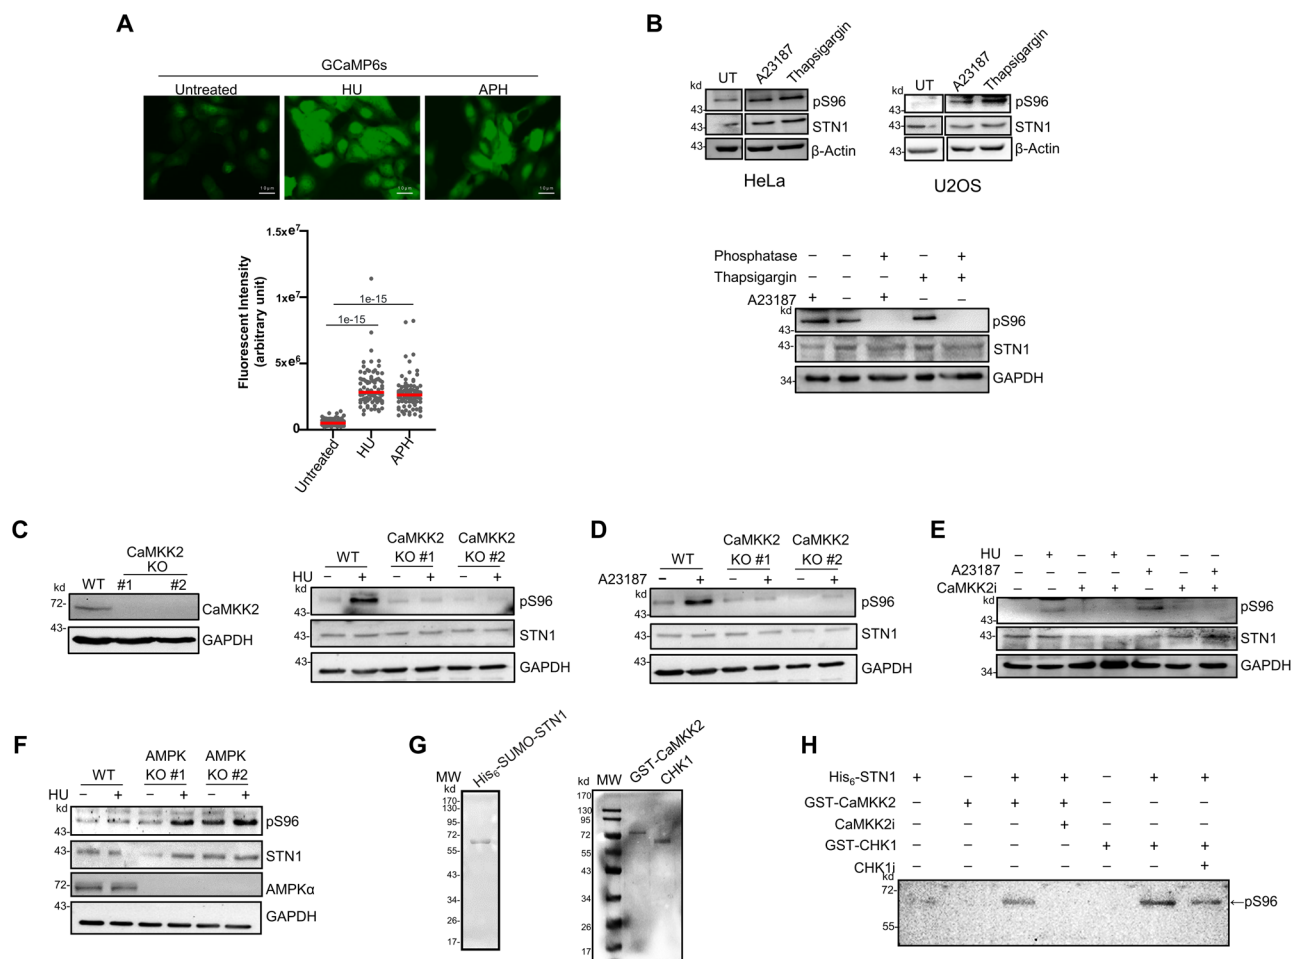 A
GCaMP6s
Untreated HU APH
10μm 10μm 10μm
1.5xe⁷
1xe⁷
5xe⁶
0
Fluorescent Intensity
(arbitrary unit)
1e-15
1e-15
Untreated HU APH
B
kd UT A23187 Thapsigargin
43- pS96
43- STN1
43- β-Actin
HeLa
kd UT A23187 Thapsigargin
43- pS96
43- STN1
43- β-Actin
U2OS
Phosphatase – – + – +
Thapsigargin – – – + +
A23187 + – + – –
kd
43- pS96
43- STN1
34- GAPDH
C
CaMKK2
KO
kd WT #1 #2
72- CaMKK2
43- GAPDH
CaMKK2 CaMKK2
WT KO #1 KO #2
HU – + – + – +
kd
43- pS96
43- STN1
43- GAPDH
D
CaMKK2 CaMKK2
WT KO #1 KO #2
A23187 – + – + – +
kd
43- pS96
43- STN1
43- GAPDH
E
HU – + – + – – –
A23187 – – – – + – +
CaMKK2i – – + + – + +
kd
43- pS96
43- STN1
34- GAPDH
F
AMPK AMPK
WT KO #1 KO #2
HU – + – + – +
kd
43- pS96
43- STN1
72- AMPKα
43- GAPDH
G
MW His₆-SUMO-STN1
kd
170-
130-
95-
72-
55-
43-
34-
26-
17-
kd MW GST-CaMKK2 CHK1
170
130
95
72
55
43
34
26
17
H
His₆-STN1 + – + + – + +
GST-CaMKK2 – + + + – – –
CaMKK2i – – – + – – –
GST-CHK1 – – – – + + +
CHK1i – – – – – – +
kd
72-
55-
←pS96